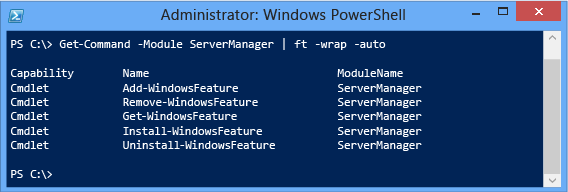 Administrator: Windows PowerShell
PS C:\> Get-Command -Module ServerManager | ft -wrap -auto
Capability Name ModuleName
Cmdlet Add-WindowsFeature ServerManager
Cmdlet Remove-WindowsFeature ServerManager
Cmdlet Get-WindowsFeature ServerManager
Cmdlet Install-WindowsFeature ServerManager
Cmdlet Uninstall-WindowsFeature ServerManager
PS C:\>